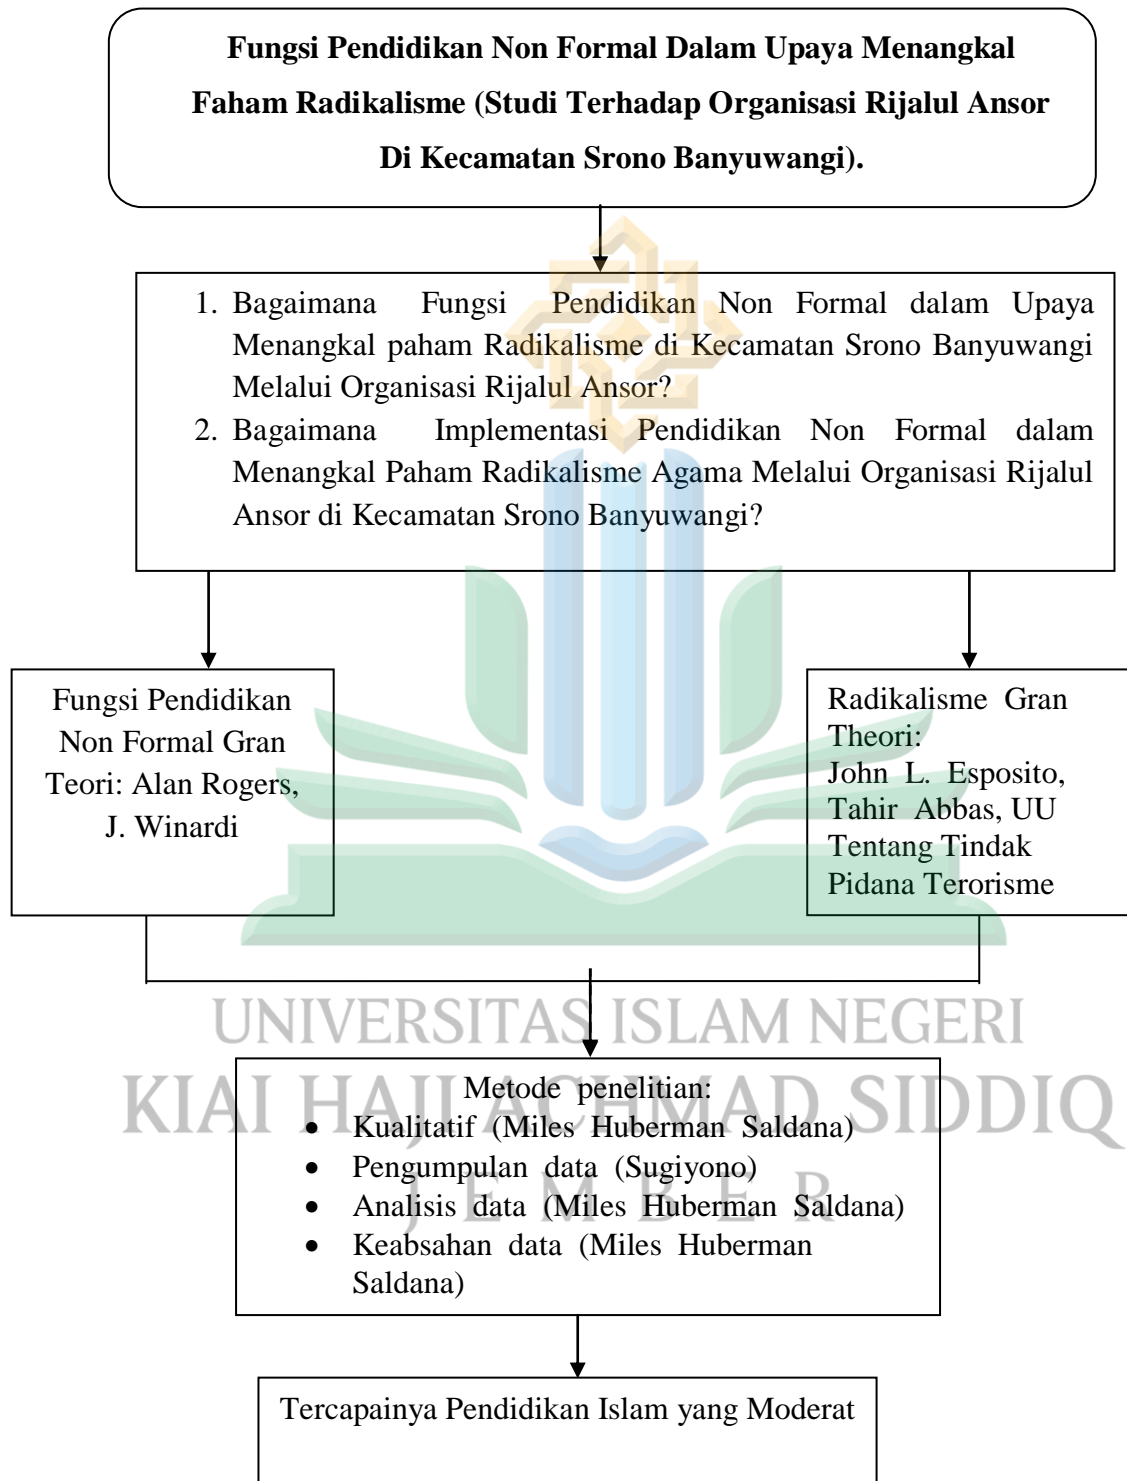 Fungsi Pendidikan Non Formal Dalam Upaya Menangkal
Faham Radikalisme (Studi Terhadap Organisasi Rijalul Ansor
Di Kecamatan Srono Banyuwangi).
1. Bagaimana Fungsi Pendidikan Non Formal dalam Upaya
Menangkal paham Radikalisme di Kecamatan Srono Banyuwangi
Melalui Organisasi Rijalul Ansor?
2. Bagaimana Implementasi Pendidikan Non Formal dalam
Menangkal Paham Radikalisme Agama Melalui Organisasi Rijalul
Ansor di Kecamatan Srono Banyuwangi?
Fungsi Pendidikan
Non Formal Gran
Teori: Alan Rogers,
J. Winardi
Radikalisme Gran
Theori:
John L. Esposito,
Tahir Abbas, UU
Tentang Tindak
Pidana Terorisme
UNIVERSITAS ISLAM NEGERI
KIAI HAJI ACHMAD SIDDIQ
JEMBER
Metode penelitian:
• Kualitatif (Miles Huberman Saldana)
• Pengumpulan data (Sugiyono)
• Analisis data (Miles Huberman Saldana)
• Keabsahan data (Miles Huberman
Saldana)
Tercapainya Pendidikan Islam yang Moderat